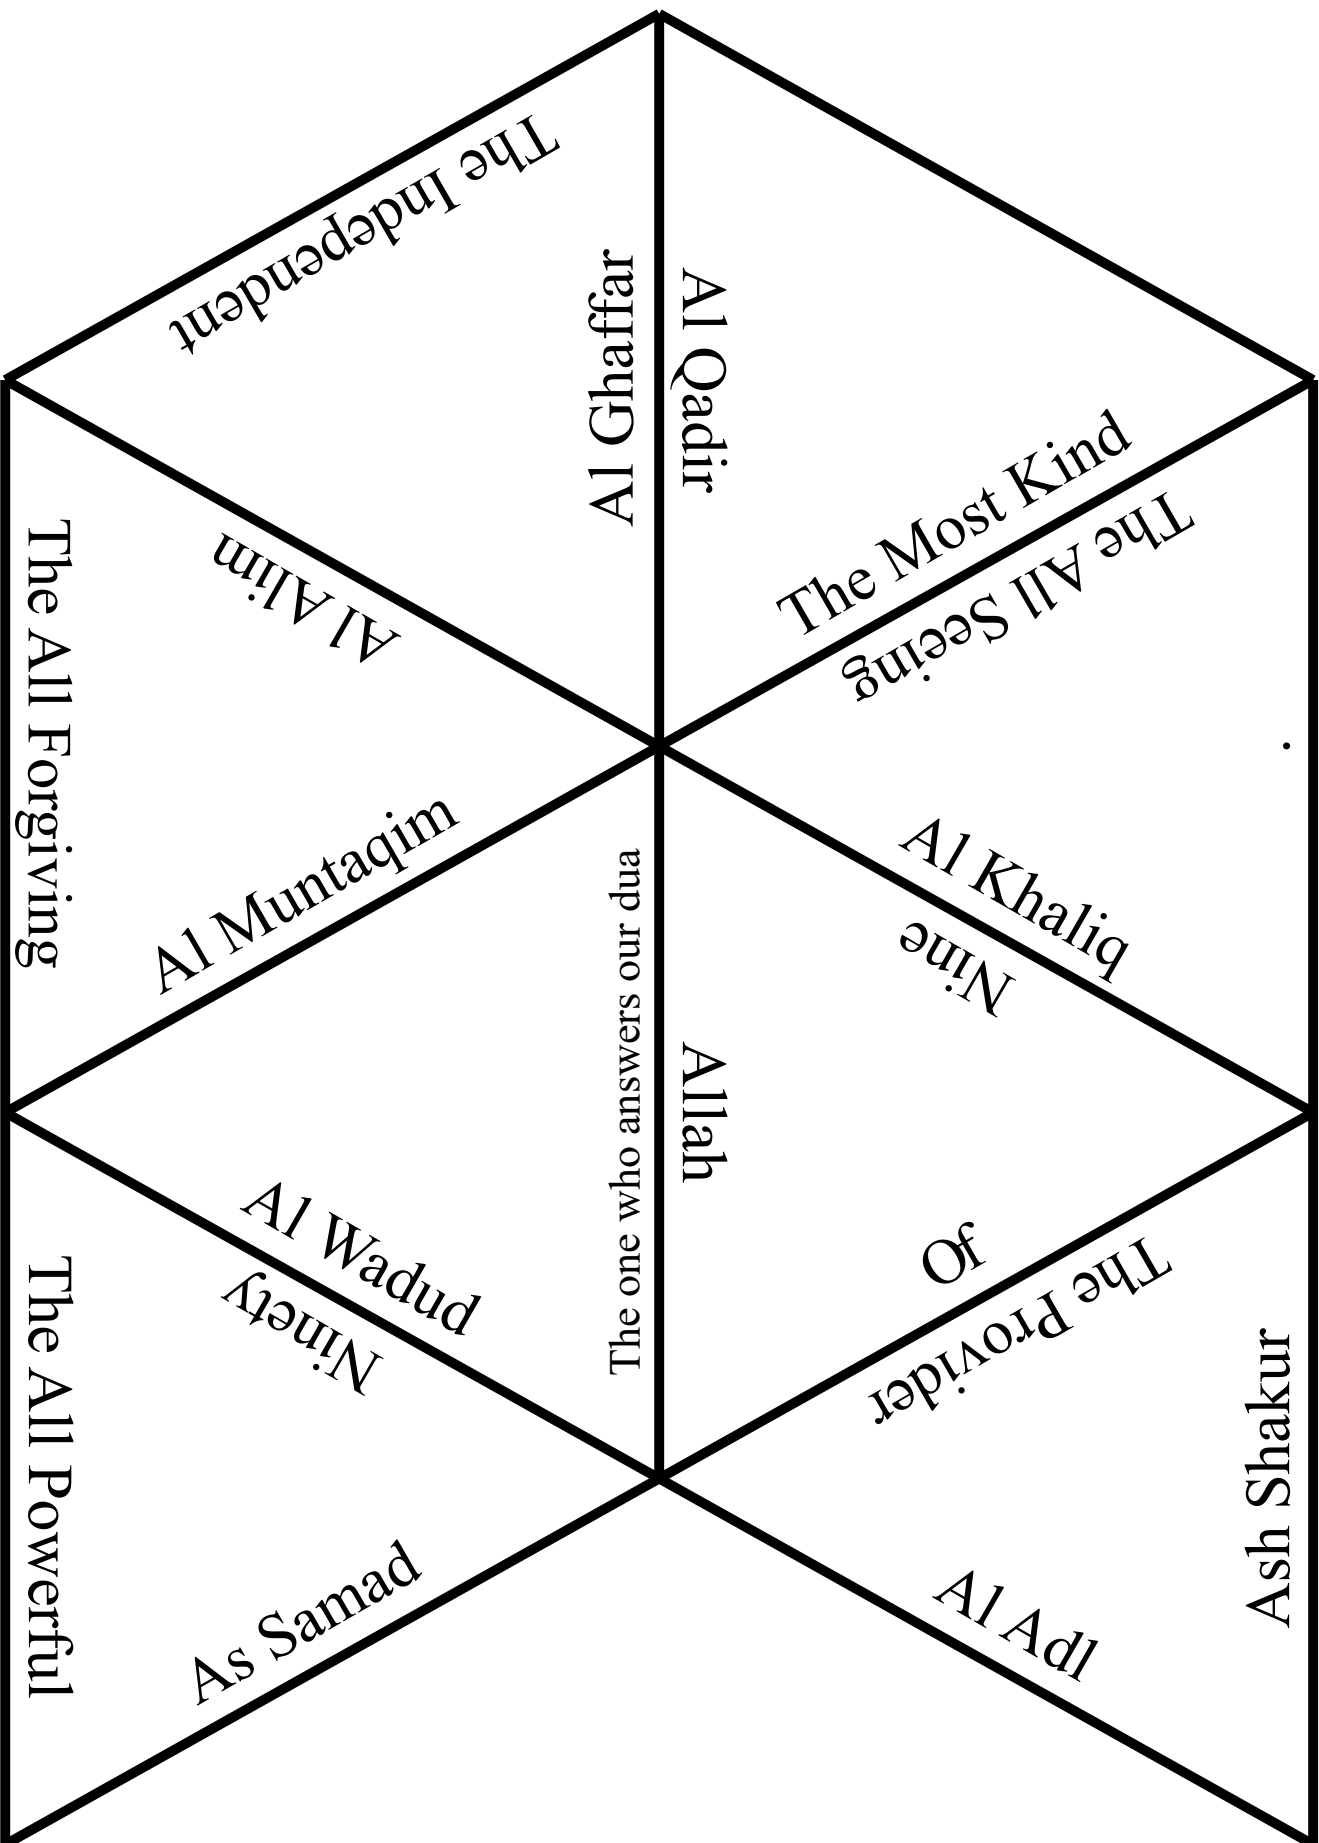 The Independent
Al Ghaffar
Al Qadir
The Most Kind
The All Seeing
Al Alim
The All Forgiving
Al Muntaqim
Al Khaliq
.
Nine
The one who answers our dua
Allah
Of
Al Wadud
Ninety
The Provider
The All Powerful
As Samad
Ash Shakur
Al Adl